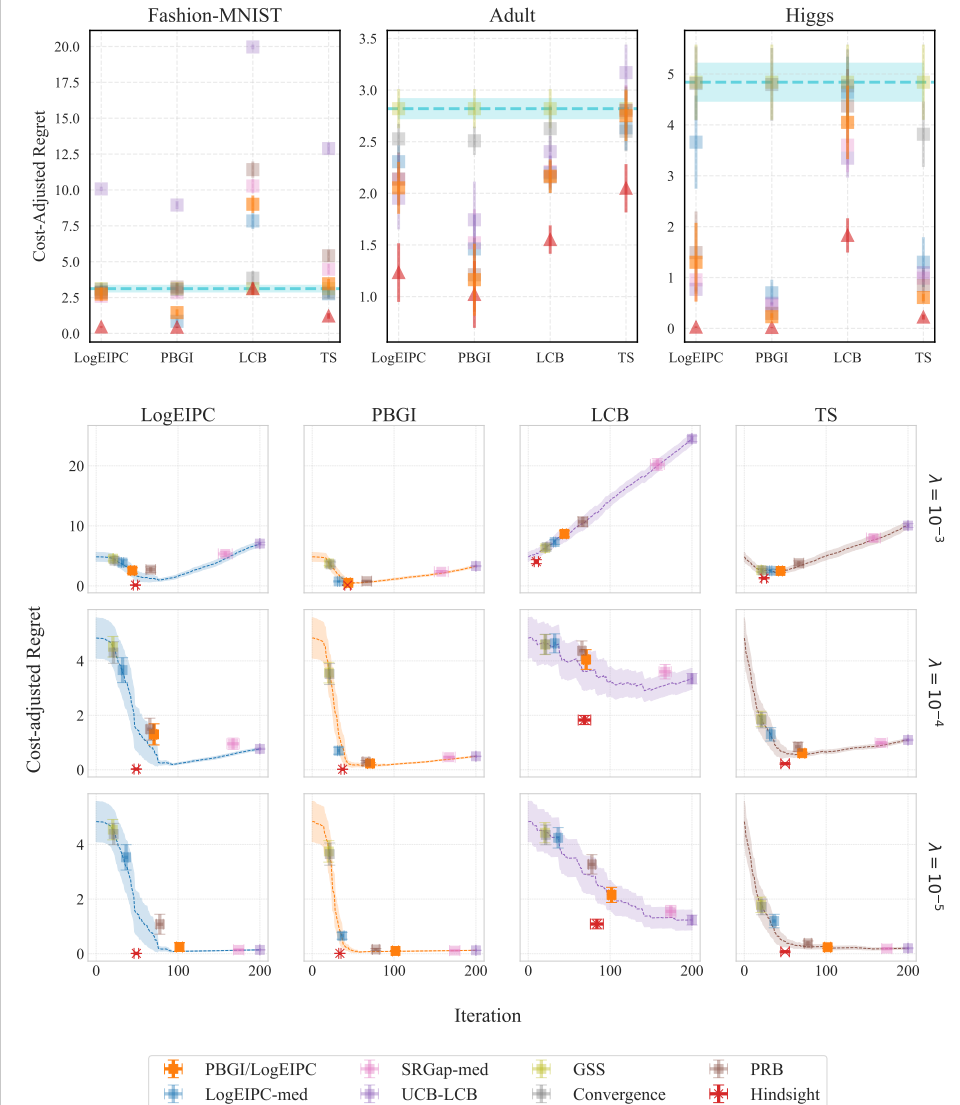 Fashion-MNIST Adult Higgs
Cost-Adjusted Regret
20.0
17.5
15.0
12.5
10.0
7.5
5.0
2.5
0.0
LogEIPC PBGI LCB TS
3.5
3.0
2.5
2.0
1.5
1.0
LogEIPC PBGI LCB TS
5
4
3
2
1
0
LogEIPC PBGI LCB TS
LogEIPC PBGI LCB TS
Cost-adjusted Regret
20
10
0
λ = 10⁻³
4
2
0
λ = 10⁻⁴
4
2
0
λ = 10⁻⁵
0 100 200 0 100 200 0 100 200 0 100 200
Iteration
PBGI/LogEIPC SRGap-med GSS PRB
LogEIPC-med UCB-LCB Convergence Hindsight